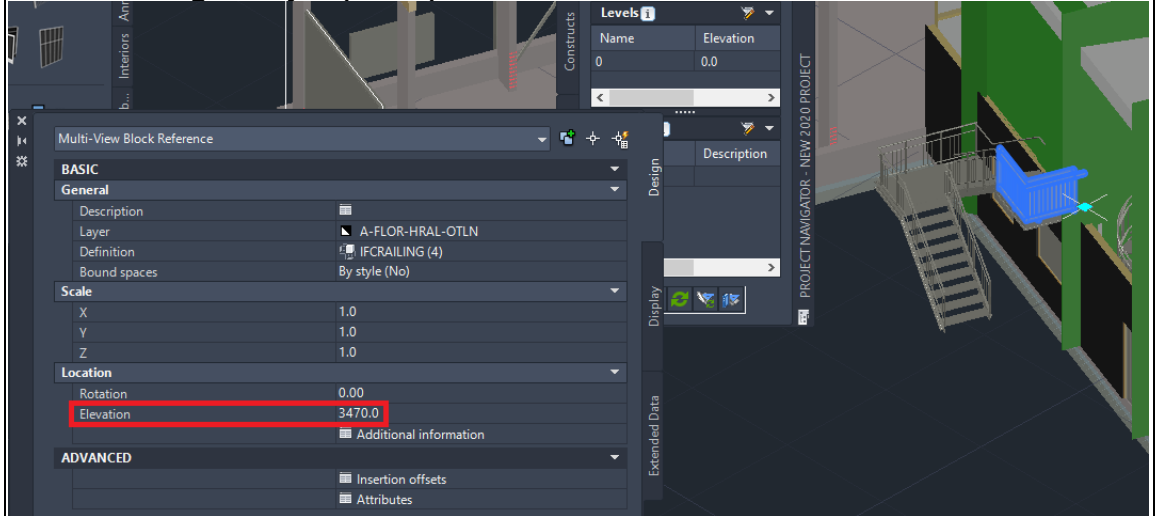 Ann
Interiors
b...
Constructs
Levels
Name Elevation
0 0.0
Description
PROJECT NAVIGATOR - NEW 2020 PROJECT
Multi-View Block Reference
BASIC
General
Description
Layer A-FLOR-HRAL-OTLN
Definition IFCRAILING (4)
Bound spaces By style (No)
Scale
X 1.0
Y 1.0
Z 1.0
Location
Rotation 0.00
Elevation 3470.0
Additional information
ADVANCED
Insertion offsets
Attributes
Design
Display
Extended Data